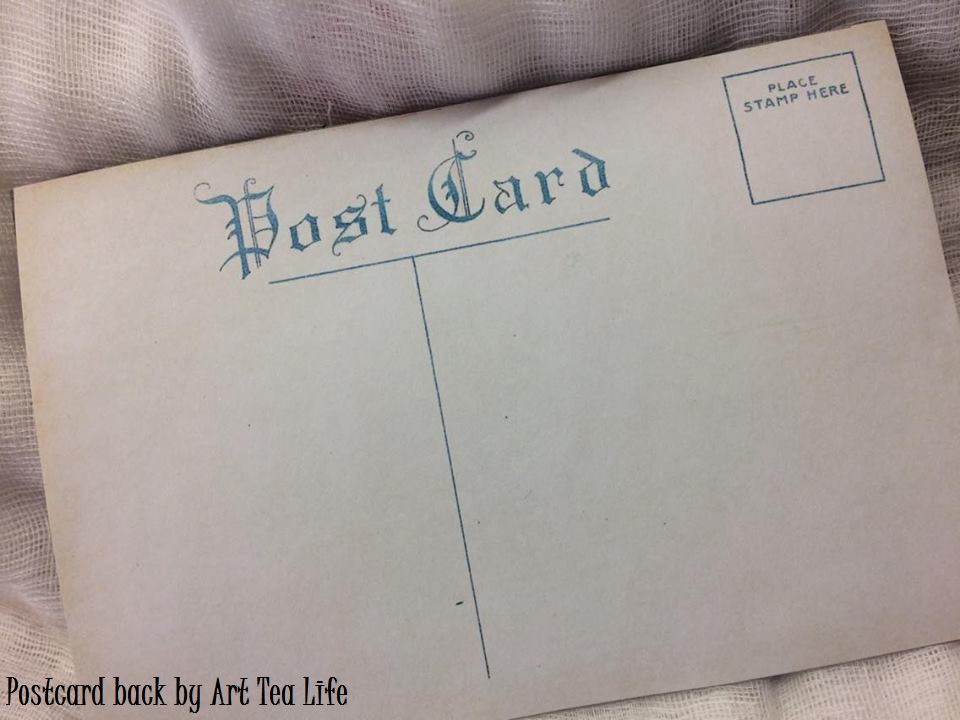 Post Card
PLACE
STAMP HERE
Postcard back by Art Tea Life